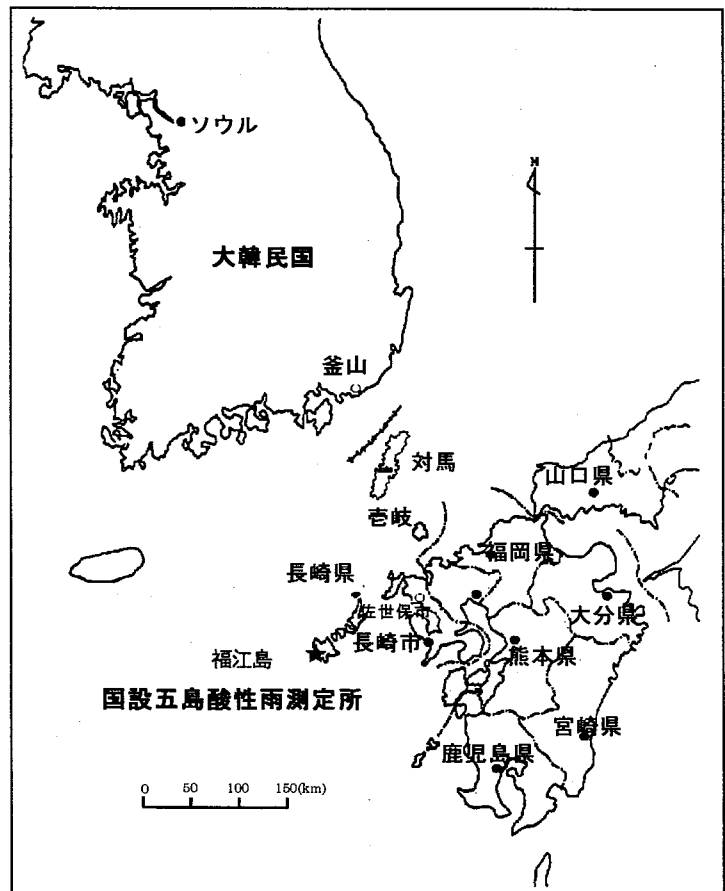 ソウル
N
大韓民国
釜山
対馬
山口県
壱岐
福岡県
長崎県
佐世保市
大分県
長崎市
福江島
熊本県
国設五島酸性雨測定所
宮崎県
鹿児島県
0 50 100 150(km)